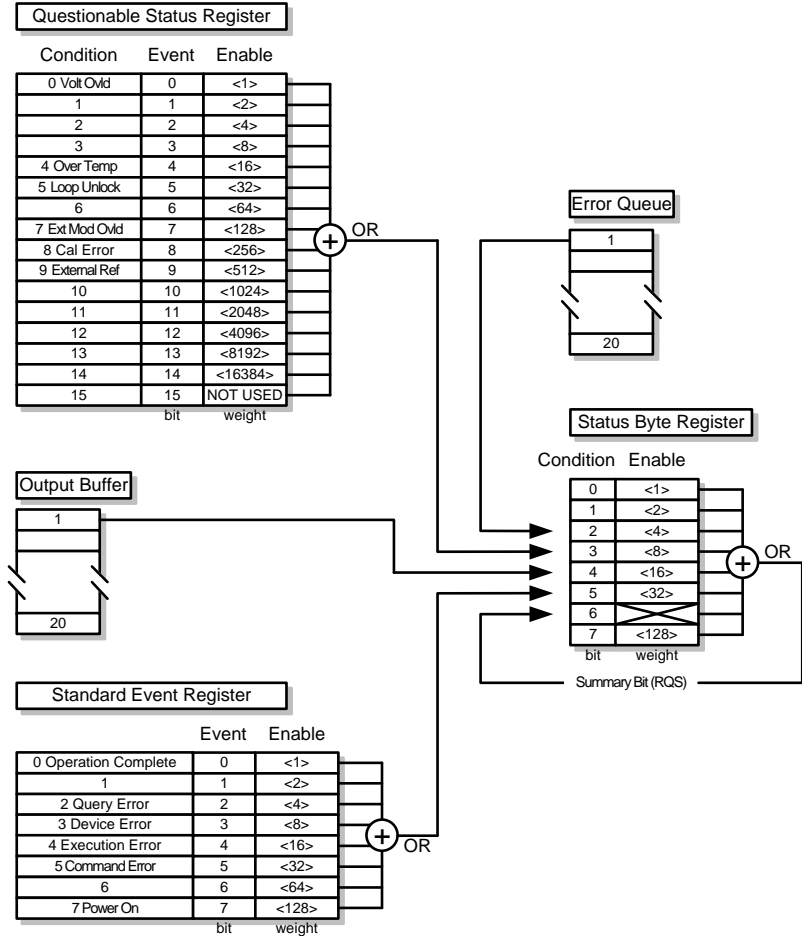 Questionable Status Register
Condition Event Enable
0 Volt Ovld 0 <1>
1 1 <2>
2 2 <4>
3 3 <8>
4 Over Temp 4 <16>
5 Loop Unlock 5 <32>
6 6 <64>
7 Ext Mod Ovld 7 <128>
8 Cal Error 8 <256>
9 External Ref 9 <512>
10 10 <1024>
11 11 <2048>
12 12 <4096>
13 13 <8192>
14 14 <16384>
15 15 NOT USED
bit weight
+ OR
Error Queue
1
20
Status Byte Register
Condition Enable
0 <1>
1 <2>
2 <4>
3 <8>
4 <16>
5 <32>
6
7 <128>
bit weight
+ OR
Summary Bit (RQS)
Output Buffer
1
20
Standard Event Register
Event Enable
0 Operation Complete 0 <1>
1 1 <2>
2 Query Error 2 <4>
3 Device Error 3 <8>
4 Execution Error 4 <16>
5 Command Error 5 <32>
6 6 <64>
7 Power On 7 <128>
bit weight
+ OR